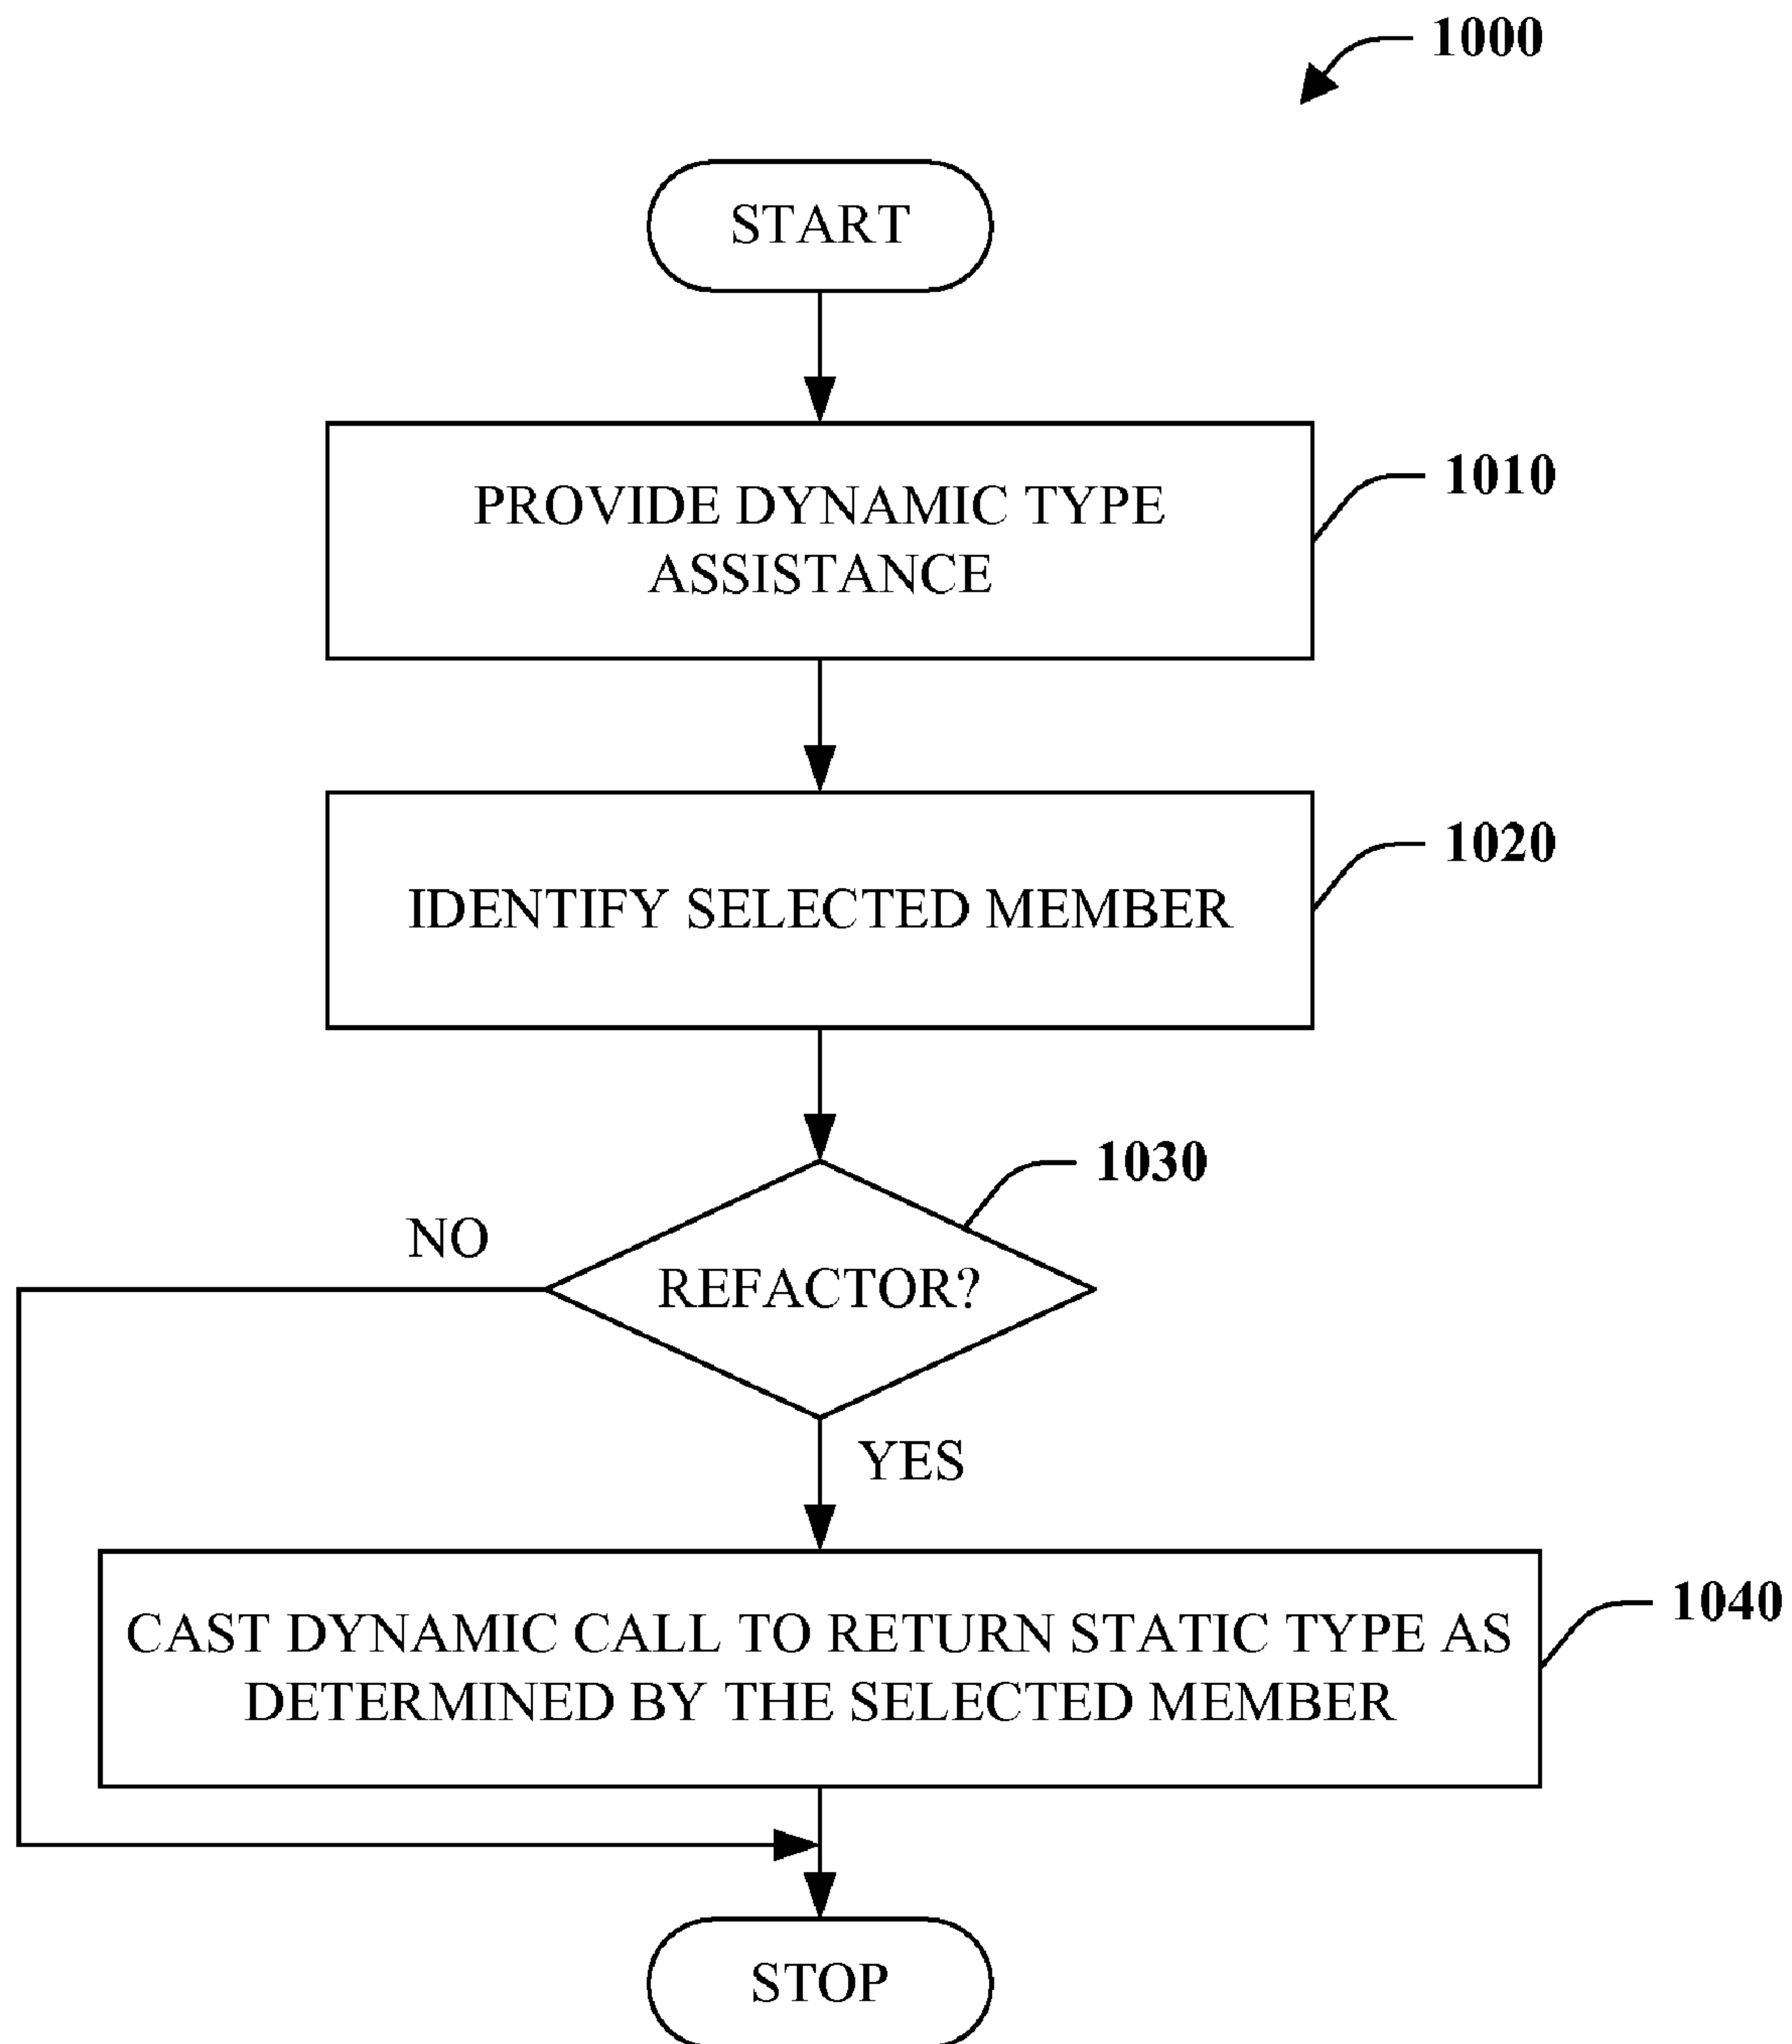 1000
START
PROVIDE DYNAMIC TYPE
ASSISTANCE
1010
IDENTIFY SELECTED MEMBER
1020
1030
NO
REFACTOR?
YES
CAST DYNAMIC CALL TO RETURN STATIC TYPE AS
DETERMINED BY THE SELECTED MEMBER
1040
STOP